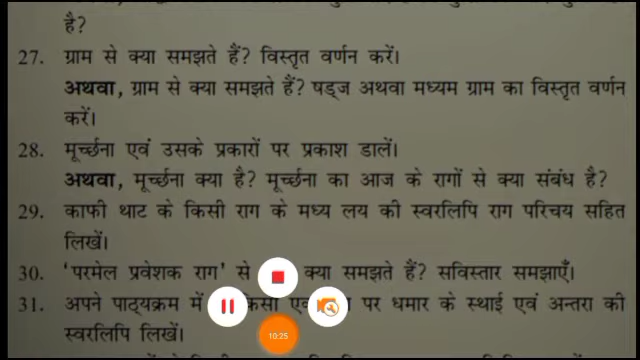 है?
27. ग्राम से क्या समझते हैं? विस्तृत वर्णन करें।
अथवा, ग्राम से क्या समझते हैं? षड्ज अथवा मध्यम ग्राम का विस्तृत वर्णन
करें।
28. मूर्च्छना एवं उसके प्रकारों पर प्रकाश डालें।
अथवा, मूर्च्छना क्या है? मूर्च्छना का आज के रागों से क्या संबंध है?
29. काफी थाट के किसी राग के मध्य लय की स्वरलिपि राग परिचय सहित
लिखें।
30. 'परमेल प्रवेशक राग' से क्या समझते हैं? सविस्तार समझाएँ।
31. अपने पाठ्यक्रम में पर धमार के स्थाई एवं अन्तरा की
स्वरलिपि लिखें।
10:25